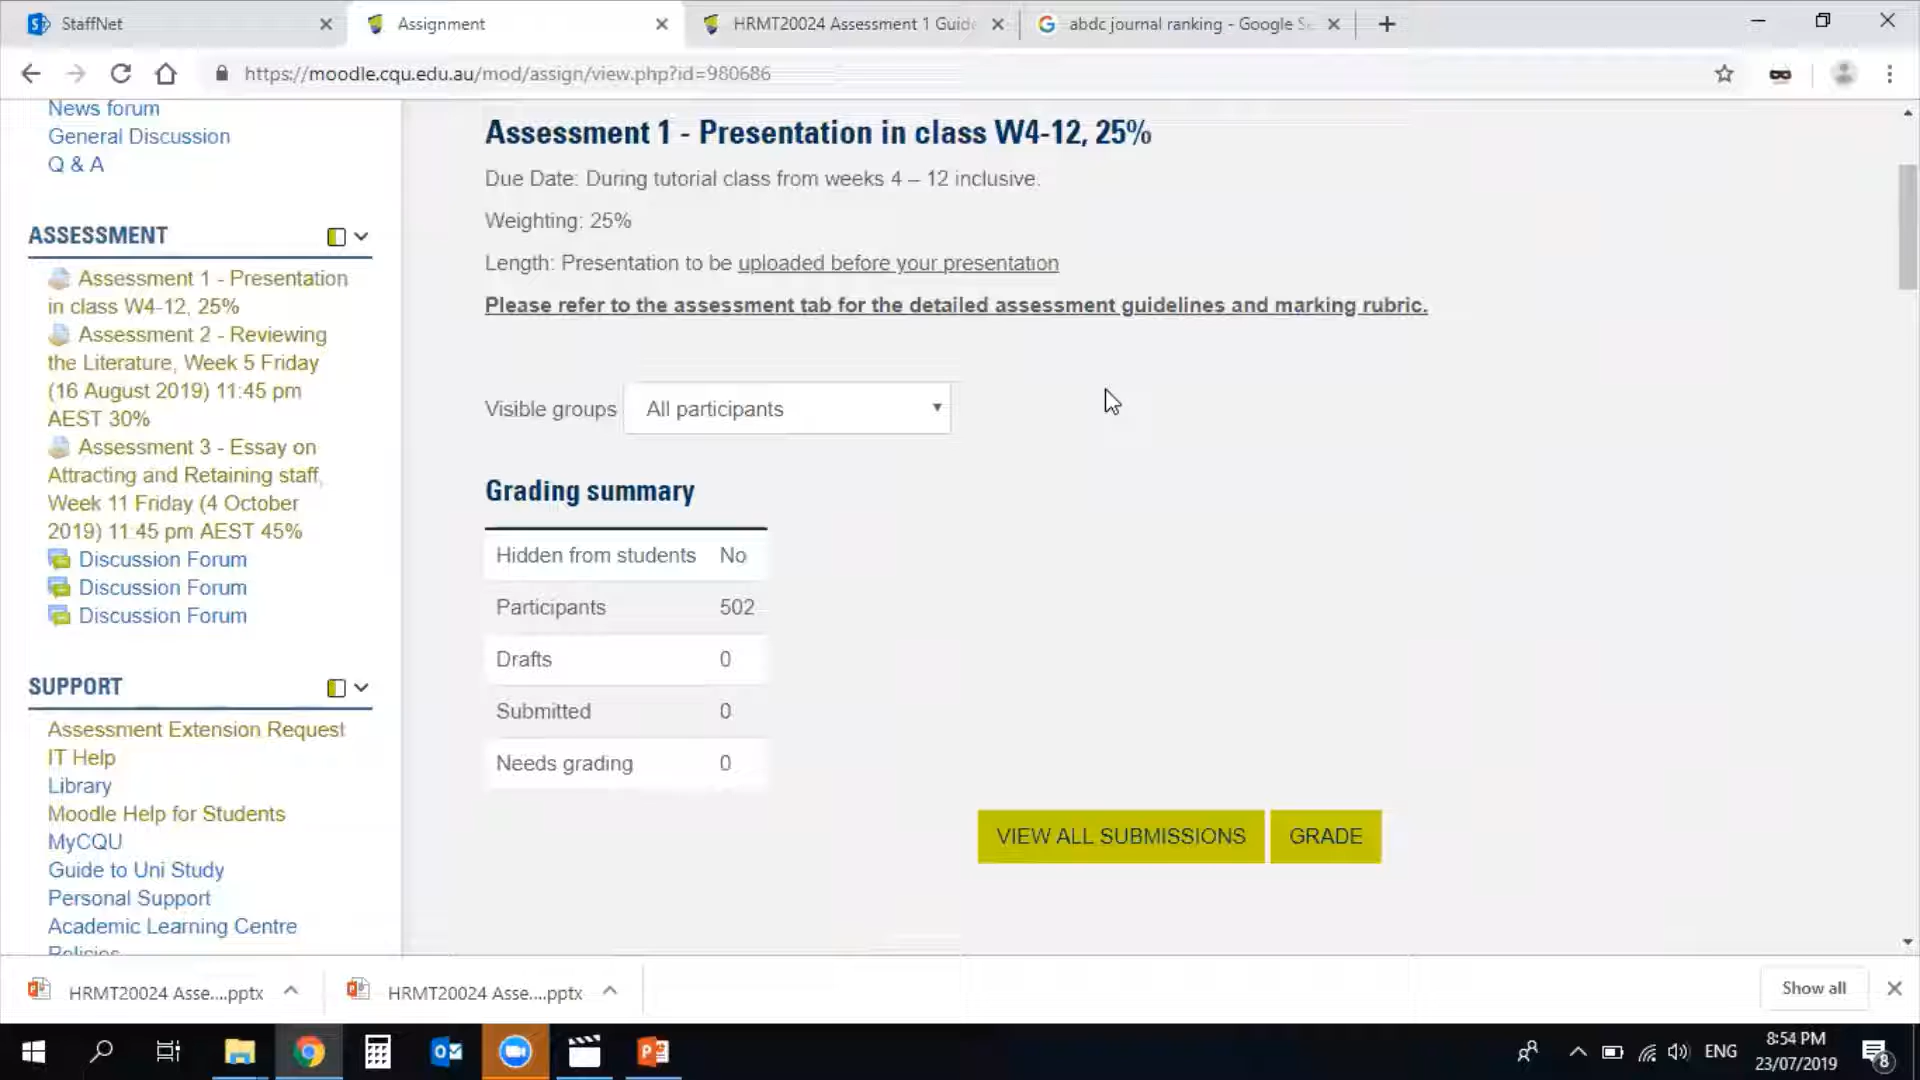 StaffNet
Assignment
HRMT20024 Assessment 1 Guid
abdc journal ranking - Google Se
https://moodle.cqu.edu.au/mod/assign/view.php?id=980686
News forum
General Discussion
Q & A
ASSESSMENT
Assessment 1 - Presentation
in class W4-12, 25%
Assessment 2 - Reviewing
the Literature, Week 5 Friday
(16 August 2019) 11:45 pm
AEST 30%
Assessment 3 - Essay on
Attracting and Retaining staff,
Week 11 Friday (4 October
2019) 11:45 pm AEST 45%
Discussion Forum
Discussion Forum
Discussion Forum
SUPPORT
Assessment Extension Request
IT Help
Library
Moodle Help for Students
MyCQU
Guide to Uni Study
Personal Support
Academic Learning Centre
Policies
Assessment 1 - Presentation in class W4-12, 25%
Due Date: During tutorial class from weeks 4 – 12 inclusive.
Weighting: 25%
Length: Presentation to be uploaded before your presentation
Please refer to the assessment tab for the detailed assessment guidelines and marking rubric.
Visible groups All participants
Grading summary
Hidden from students No
Participants 502
Drafts 0
Submitted 0
Needs grading 0
VIEW ALL SUBMISSIONS GRADE
HRMT20024 Asse....pptx
HRMT20024 Asse....pptx
Show all
ENG
8:54 PM
23/07/2019
8